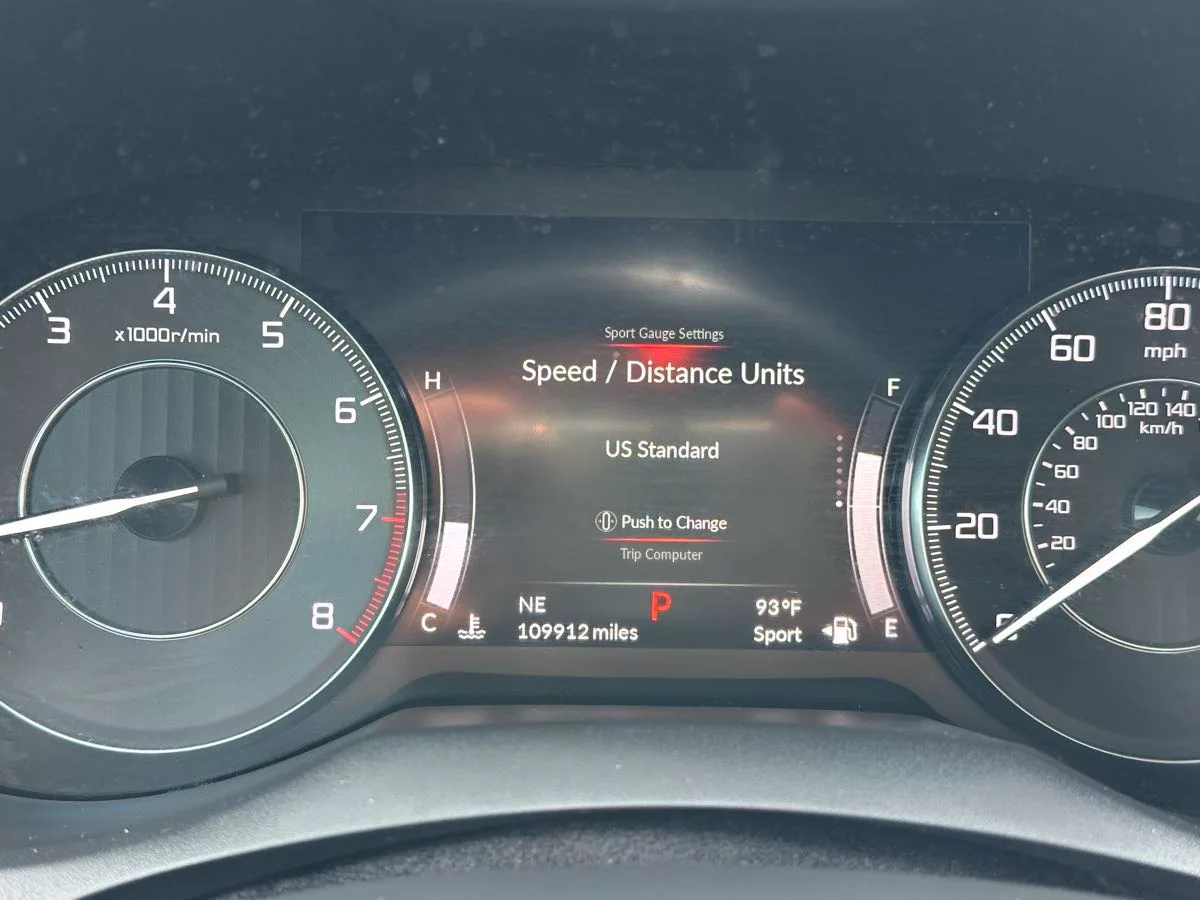 3
4
5
6
7
8
x1000r/min
H
C
Sport Gauge Settings
Speed / Distance Units
US Standard
Push to Change
Trip Computer
NE
P
93°F
109912 miles
Sport
F
E
20
40
60
80
mph
20
40
60
80
100
120
140
km/h